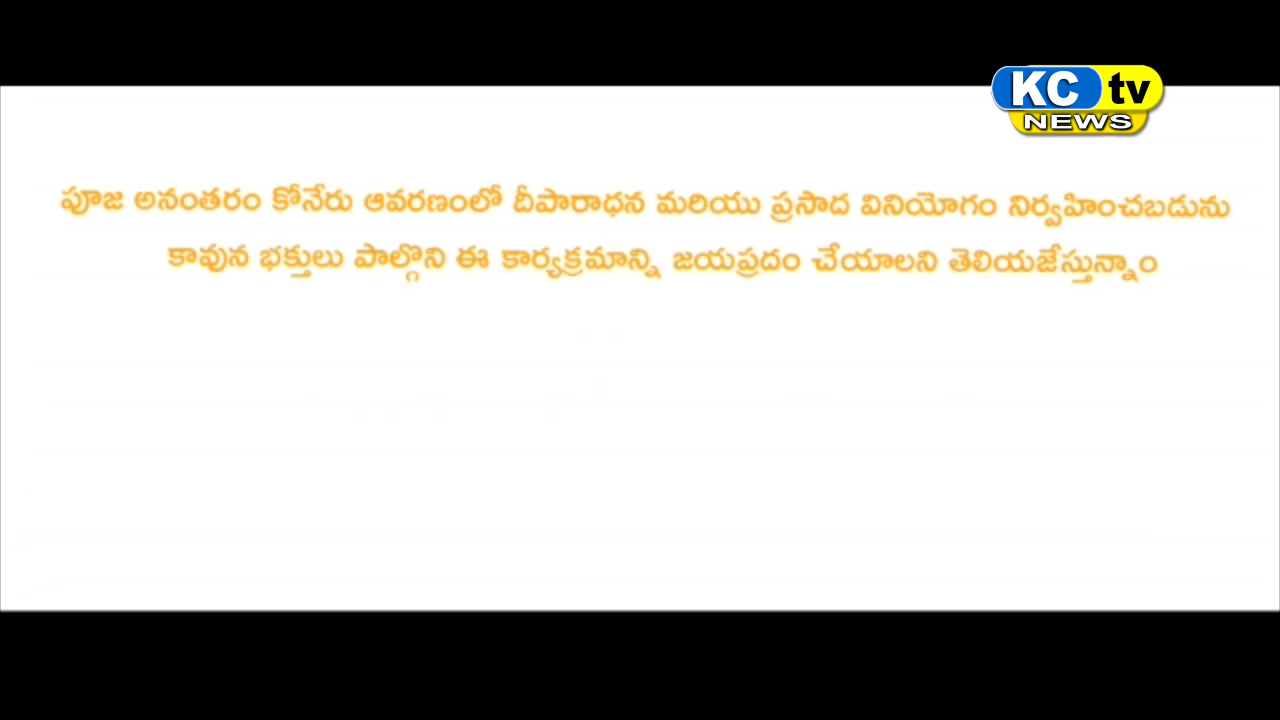 KC tv
NEWS
పూజ అనంతరం కోనేరు ఆవరణంలో దీపారాధన మరియు ప్రసాద వినియోగం నిర్వహించబడును
కావున భక్తులు పాల్గొని ఈ కార్యక్రమాన్ని జయప్రదం చేయాలని తెలియజేస్తున్నాం